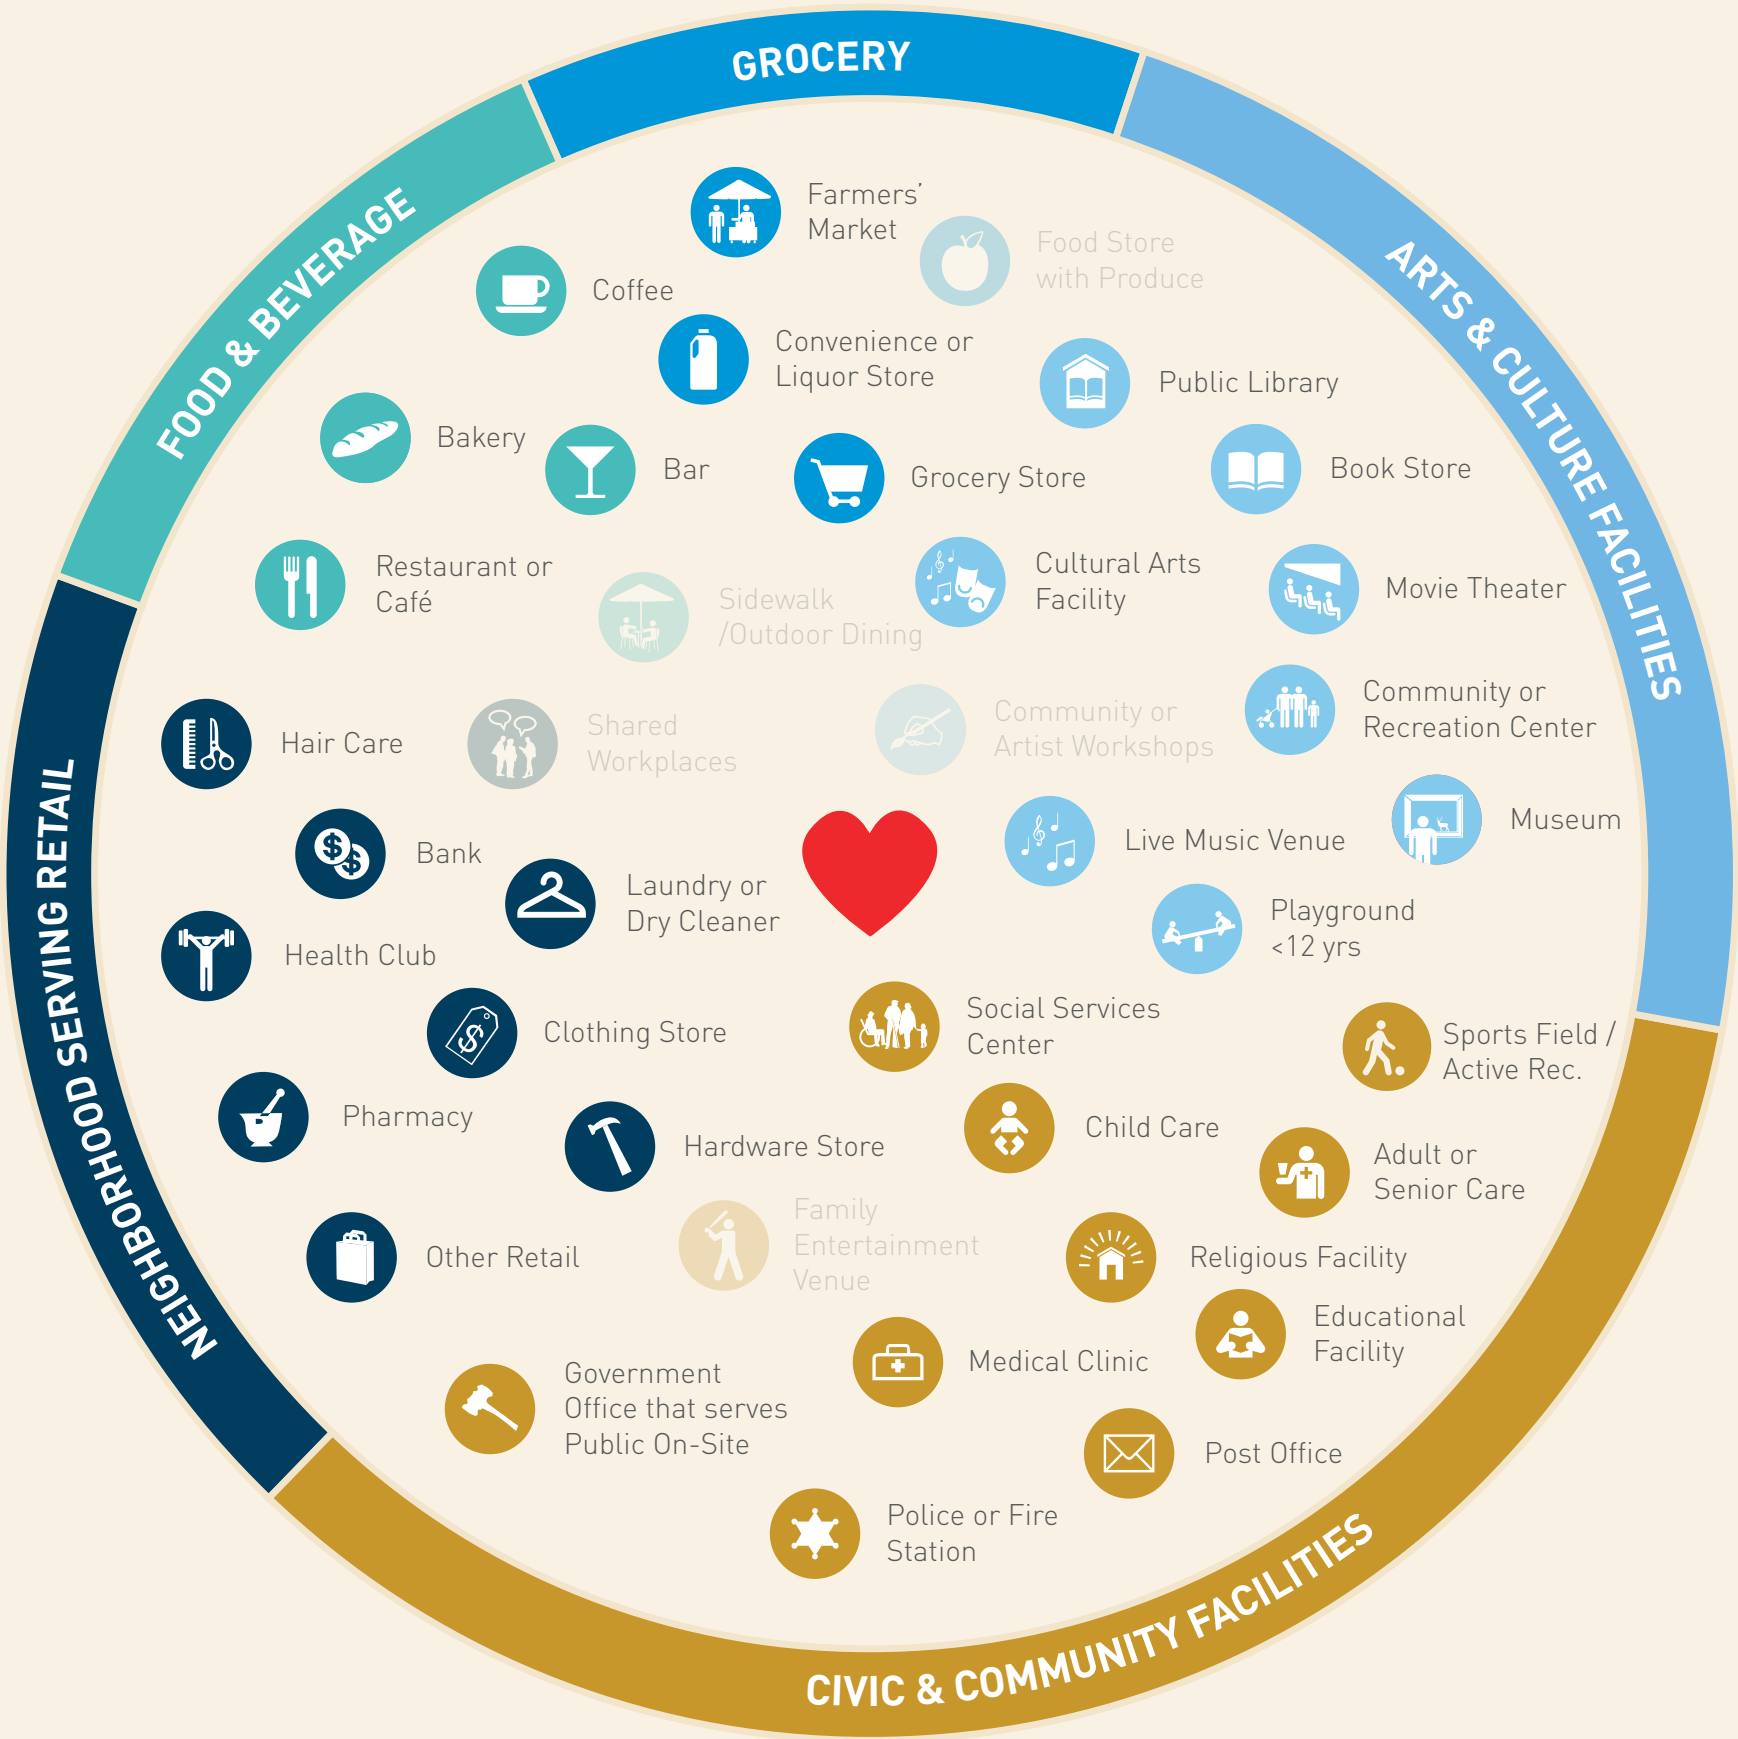 GROCERY
FOOD & BEVERAGE
ARTS & CULTURE FACILITIES
NEIGHBORHOOD SERVING RETAIL
CIVIC & COMMUNITY FACILITIES
Farmers’
Market
Food Store
with Produce
Coffee
Convenience or
Liquor Store
Public Library
Bakery
Bar
Grocery Store
Book Store
Restaurant or
Café
Sidewalk
/Outdoor Dining
Cultural Arts
Facility
Movie Theater
Hair Care
Shared
Workplaces
Community or
Artist Workshops
Community or
Recreation Center
Bank
Laundry or
Dry Cleaner
Live Music Venue
Museum
Health Club
Playground
<12 yrs
Clothing Store
Social Services
Center
Sports Field /
Active Rec.
Pharmacy
Hardware Store
Child Care
Adult or
Senior Care
Other Retail
Family
Entertainment
Venue
Religious Facility
Educational
Facility
Government
Office that serves
Public On-Site
Medical Clinic
Post Office
Police or Fire
Station